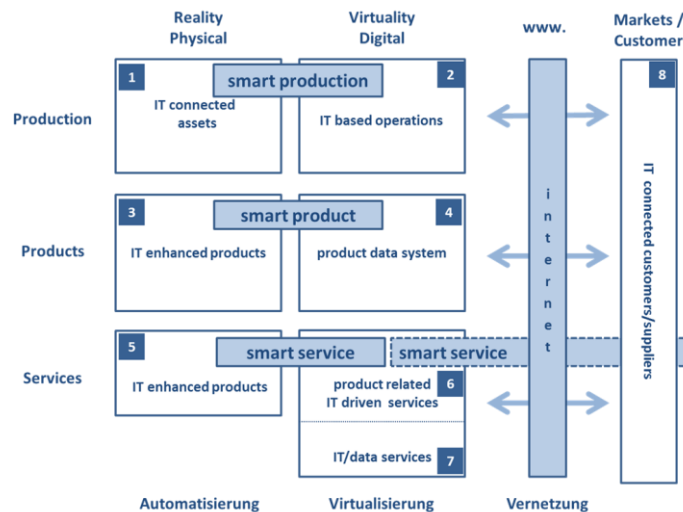 Reality
Physical
Virtuality
Digital
www.
Markets /
Customer
Production
1
smart production
2
IT connected
assets
IT based operations
8
Products
3
smart product
4
IT enhanced products
product data system
internet
IT connected customers/suppliers
Services
5
smart service
smart service
IT enhanced products
product related
IT driven services
6
IT/data services
7
Automatisierung
Virtualisierung
Vernetzung